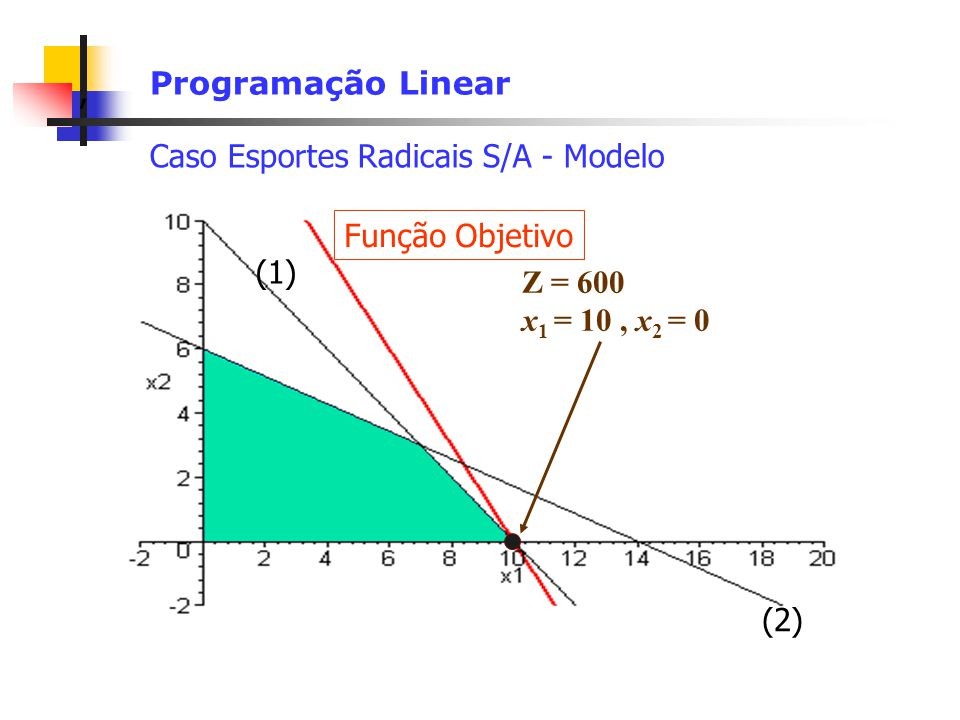 Programação Linear
,
Caso Esportes Radicais S/A - Modelo
Função Objetivo
(1)
Z = 600
x1 = 10 , x2 = 0
10
8
6
x2
4
2
-2 0 2 4 6 8 10 12 14 16 18 20
x1
-2
(2)